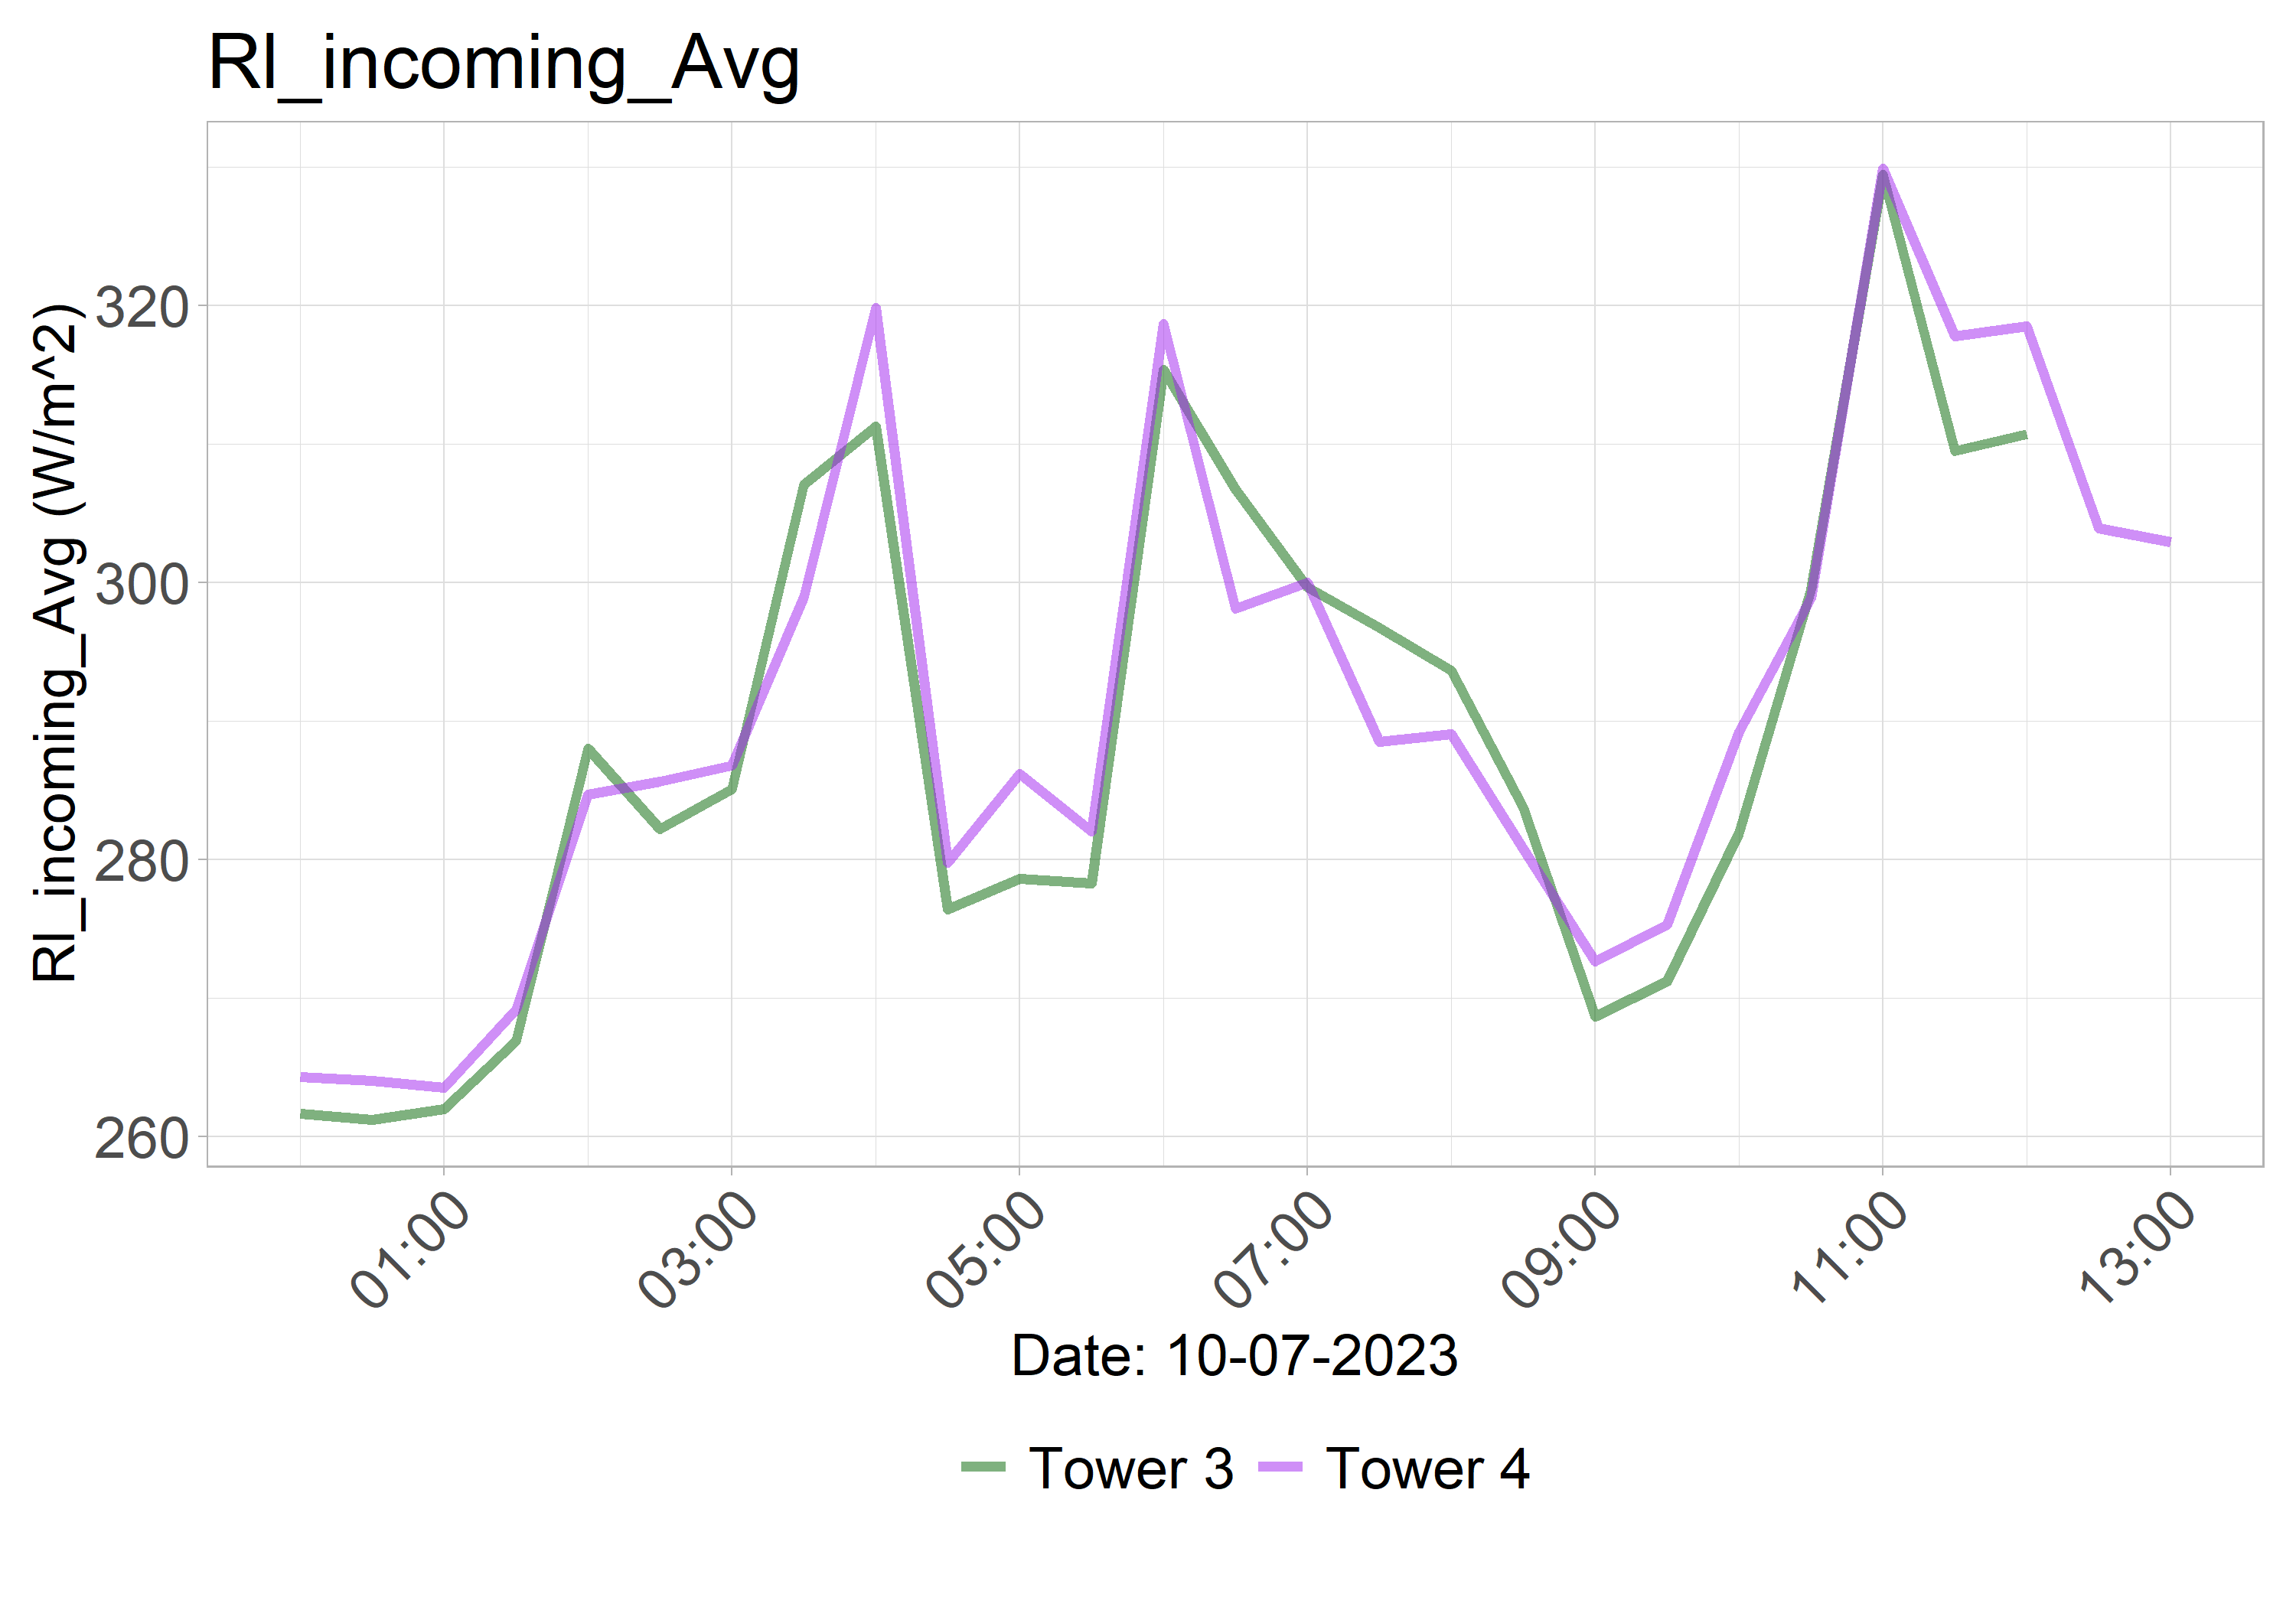 Rl_incoming_Avg
Rl_incoming_Avg (W/m^2)
320
300
280
260
01:00
03:00
05:00
07:00
09:00
11:00
13:00
Date: 10-07-2023
Tower 3
Tower 4